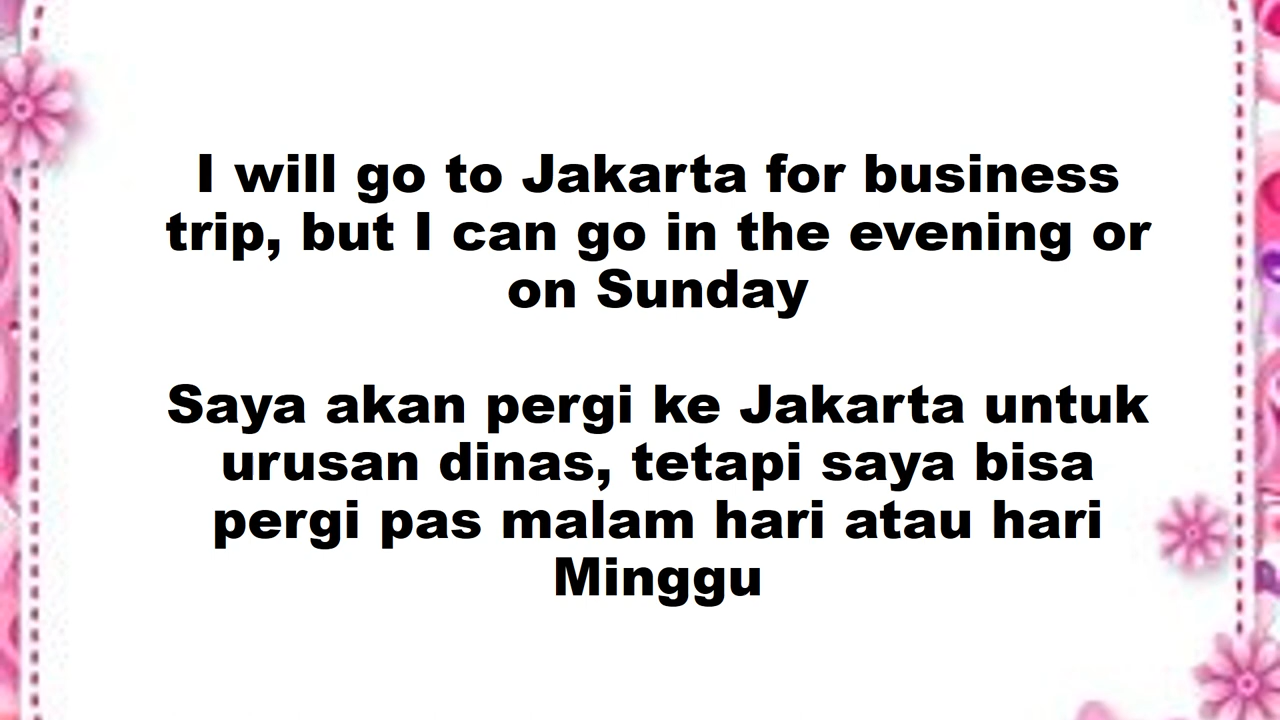 I will go to Jakarta for business
trip, but I can go in the evening or
on Sunday
Saya akan pergi ke Jakarta untuk
urusan dinas, tetapi saya bisa
pergi pas malam hari atau hari
Minggu